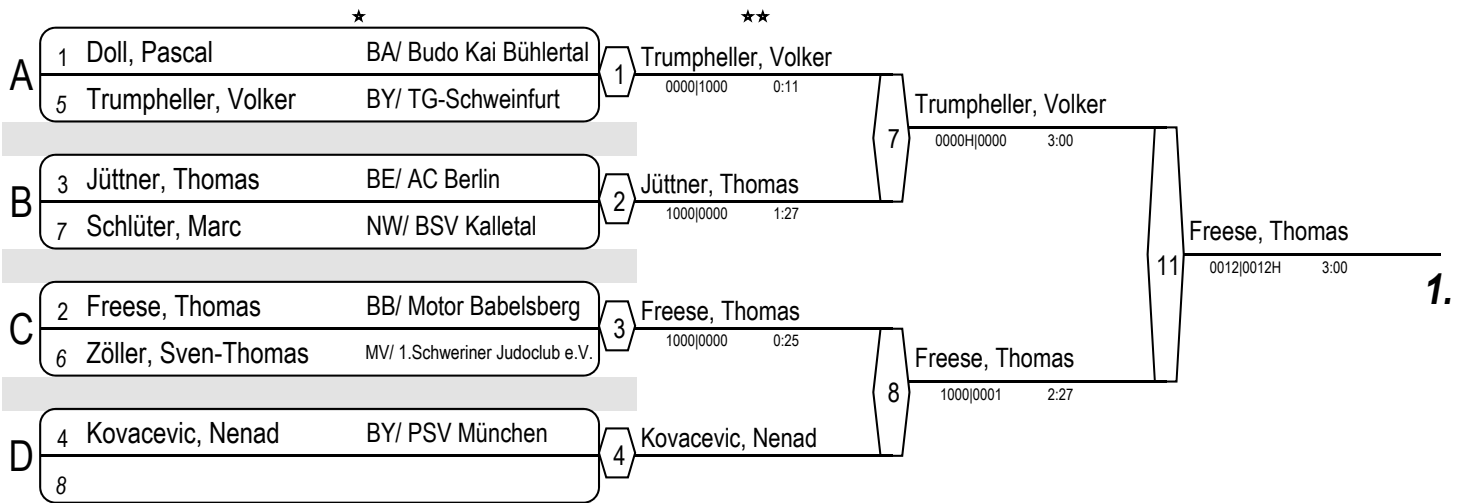 ★ ★★
A
1 Doll, Pascal BA/ Budo Kai Bühlertal
5 Trumpheller, Volker BY/ TG-Schweinfurt
1
Trumpheller, Volker
0000|1000 0:11
B
3 Jüttner, Thomas BE/ AC Berlin
7 Schlüter, Marc NW/ BSV Kalletal
2
Jüttner, Thomas
1000|0000 1:27
7
Trumpheller, Volker
0000H|0000 3:00
C
2 Freese, Thomas BB/ Motor Babelsberg
6 Zöller, Sven-Thomas MV/ 1.Schweriner Judoclub e.V.
3
Freese, Thomas
1000|0000 0:25
D
4 Kovacevic, Nenad BY/ PSV München
8
4
Kovacevic, Nenad
8
Freese, Thomas
1000|0001 2:27
11
Freese, Thomas
0012|0012H 3:00
1.